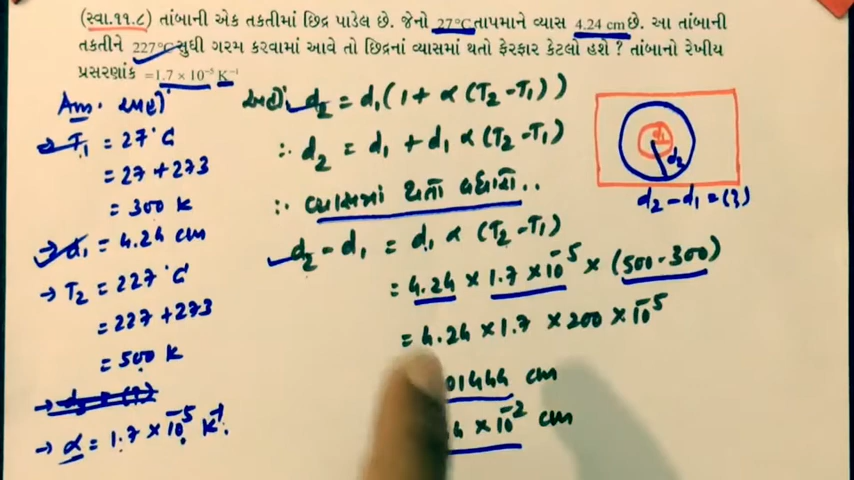 (સ્વા.૧૧.૮) તાંબાની એક તકતીમાં છિદ્ર પાડેલ છે. જેનો 27°C તાપમાને વ્યાસ 4.24 cm છે. આ તાંબાની
તકતીને 227°C સુધી ગરમ કરવામાં આવે તો છિદ્રનાં વ્યાસમાં થતો ફેરફાર કેટલો હશે ? તાંબાનો રેખીય
પ્રસરણાંક = 1.7 × 10⁻⁵ K⁻¹
Ans. અહીં
→ T₁ = 27°C
= 27 + 273
= 300 K
→ d₁ = 4.24 cm
→ T₂ = 227°C
= 227 + 273
= 500 K
→ d₂ = (?)
→ α = 1.7 × 10⁻⁵ K⁻¹.
અહીં, d₂ = d₁ (1 + α (T₂ - T₁))
∴ d₂ = d₁ + d₁ α (T₂ - T₁)
∴ વ્યાસમાં થતો વધારો..
d₂ - d₁ = d₁ α (T₂ - T₁)
= 4.24 × 1.7 × 10⁻⁵ × (500 - 300)
= 4.24 × 1.7 × 200 × 10⁻⁵
01444 cm
4 × 10⁻² cm
d₁
d₂
d₂ - d₁ = (?)